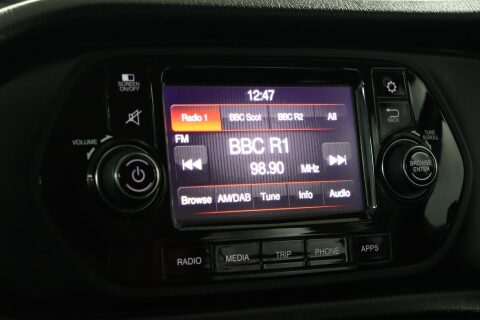 SCREEN
ON/OFF
12:47
Radio 1 BBC Scot BBC R2 All
BACK
VOLUME
TUNE
SCROLL
FM
BBC R1
98.90 MHz
BROWSE
ENTER
Browse AM/DAB Tune Info Audio
RADIO MEDIA TRIP PHONE APPS